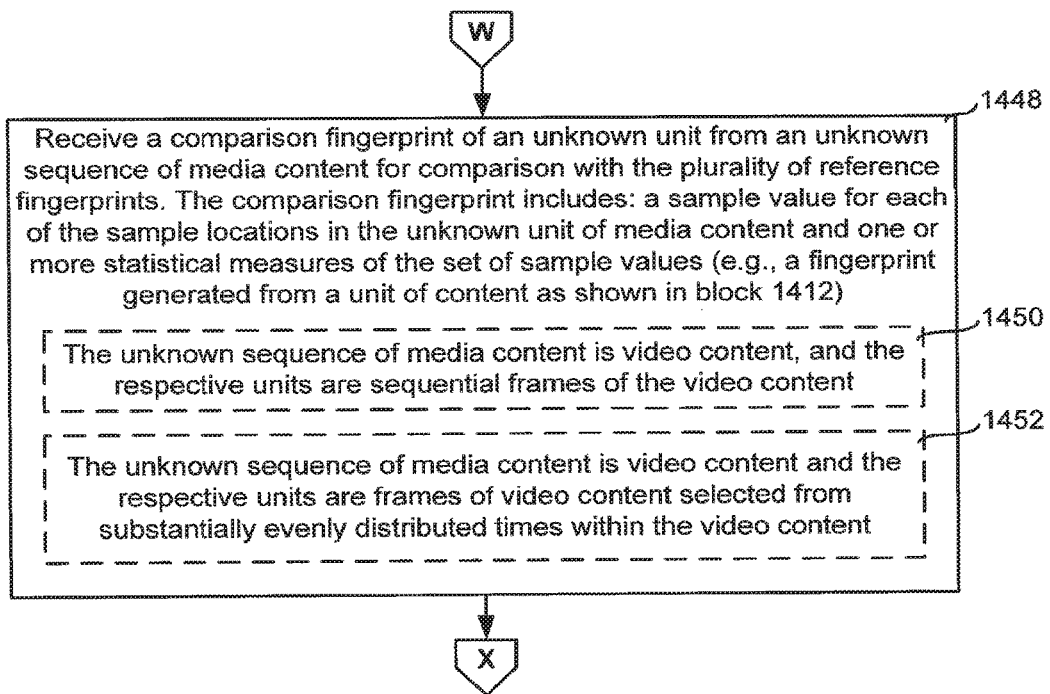 W
1448
Receive a comparison fingerprint of an unknown unit from an unknown
sequence of media content for comparison with the plurality of reference
fingerprints. The comparison fingerprint includes: a sample value for each
of the sample locations in the unknown unit of media content and one or
more statistical measures of the set of sample values (e.g., a fingerprint
generated from a unit of content as shown in block 1412)
1450
The unknown sequence of media content is video content, and the
respective units are sequential frames of the video content
1452
The unknown sequence of media content is video content and the
respective units are frames of video content selected from
substantially evenly distributed times within the video content
X